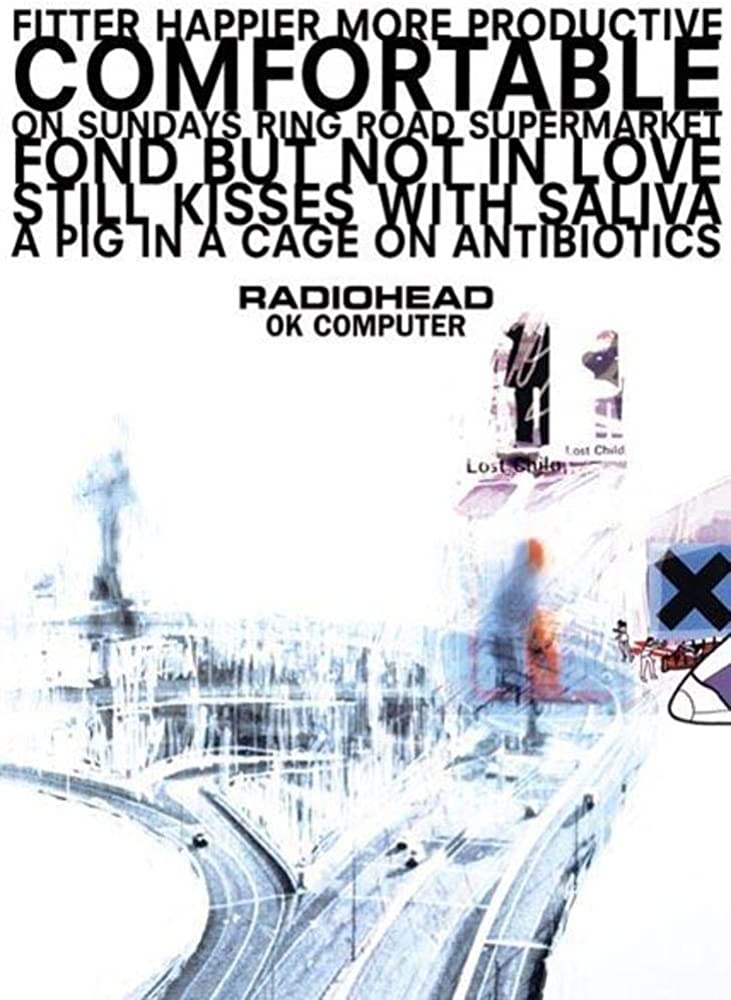 FITTER HAPPIER MORE PRODUCTIVE
COMFORTABLE
ON SUNDAYS RING ROAD SUPERMARKET
FOND BUT NOT IN LOVE
STILL KISSES WITH SALIVA
A PIG IN A CAGE ON ANTIBIOTICS
RADIOHEAD
OK COMPUTER
Lost Child
Lost Child